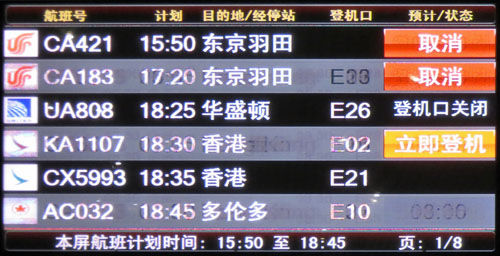 航班号 计划 目的地/经停站 登机口 预计/状态
CA421 15:50 东京羽田 取消
CA183 17:20 东京羽田 取消
UA808 18:25 华盛顿 E26 登机口关闭
KA1107 18:30 香港 E02 立即登机
CX5993 18:35 香港 E21
AC032 18:45 多伦多 E10
本屏航班计划时间：15:50 至 18:45 页：1/8